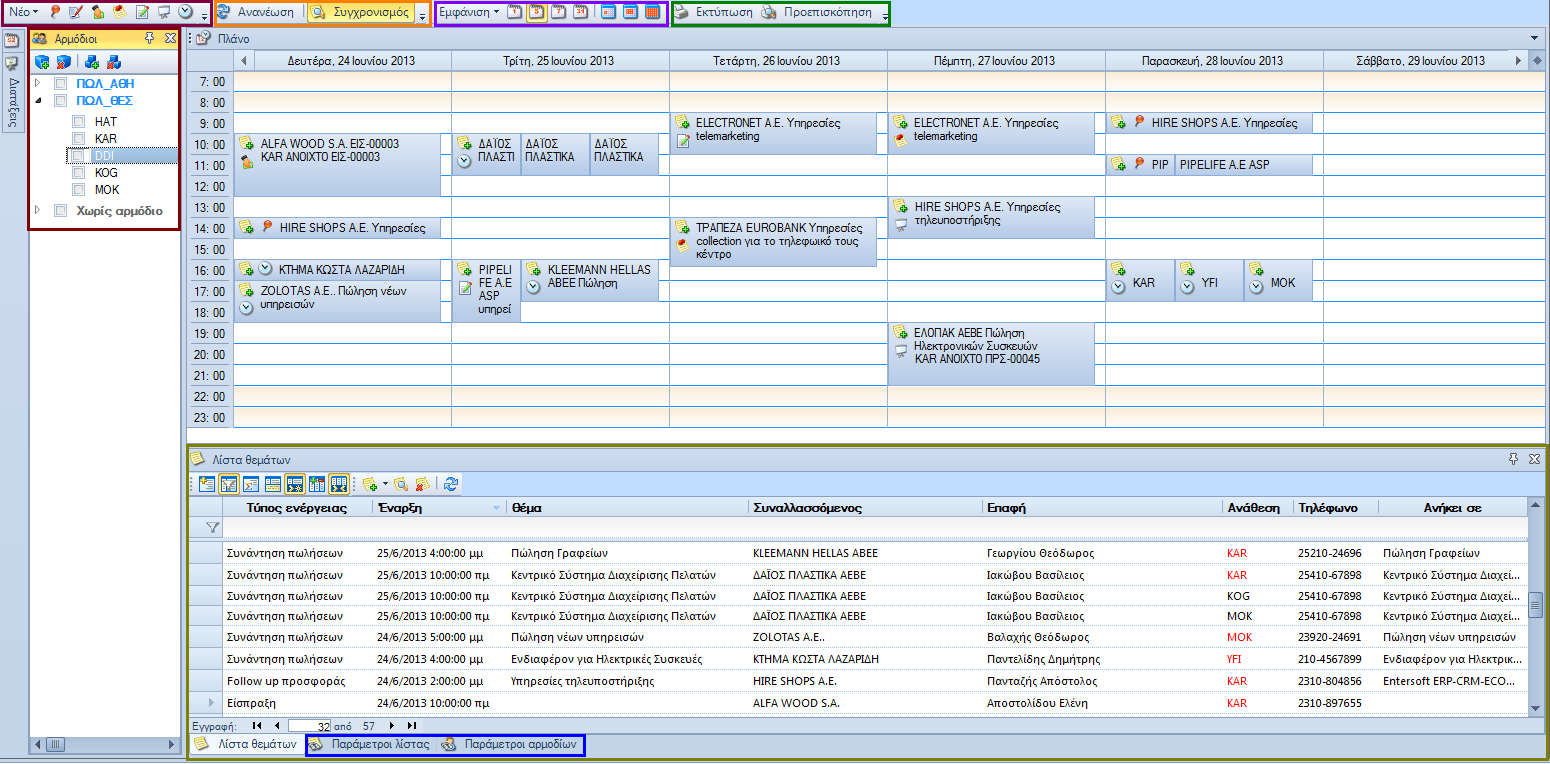 Νέο Ανανέωση Συγχρονισμός Εμφάνιση 1 5 7 31 Εκτύπωση Προεπισκόπηση
Διατάξεις
Αρμόδιοι
ΠΩΛ_ΑΘΗ
ΠΩΛ_ΘΕΣ
HAT
KAR
DDI
KOG
MOK
Χωρίς αρμόδιο
Πλάνο
Δευτέρα, 24 Ιουνίου 2013 Τρίτη, 25 Ιουνίου 2013 Τετάρτη, 26 Ιουνίου 2013 Πέμπτη, 27 Ιουνίου 2013 Παρασκευή, 28 Ιουνίου 2013 Σάββατο, 29 Ιουνίου 2013
7: 00
8: 00
9: 00
10: 00
11: 00
12: 00
13: 00
14: 00
15: 00
16: 00
17: 00
18: 00
19: 00
20: 00
21: 00
22: 00
23: 00
ALFA WOOD S.A. ΕΙΣ-00003
KAR ΑΝΟΙΧΤΟ ΕΙΣ-00003
HIRE SHOPS A.E. Υπηρεσίες
ΚΤΗΜΑ ΚΩΣΤΑ ΛΑΖΑΡΙΔΗ
ZOLOTAS A.E.. Πώληση νέων
υπηρεισών
ΔΑΪΟΣ
ΠΛΑΣΤΙ
ΔΑΪΟΣ
ΠΛΑΣΤΙΚΑ
ΔΑΪΟΣ
ΠΛΑΣΤΙΚΑ
PIPELI
FE A.E
ASP
υπηρεί
KLEEMANN HELLAS
ABEE Πώληση
ELECTRONET A.E. Υπηρεσίες
telemarketing
ΤΡΑΠΕΖΑ EUROBANK Υπηρεσίες
collection για το τηλεφωικό τους
κέντρο
ELECTRONET A.E. Υπηρεσίες
telemarketing
HIRE SHOPS A.E. Υπηρεσίες
τηλευποστήριξης
ΕΛΟΠΑΚ ΑΕΒΕ Πώληση
Ηλεκτρονικών Συσκευών
KAR ΑΝΟΙΧΤΟ ΠΡΣ-00045
HIRE SHOPS A.E. Υπηρεσίες
PIP
PIPELIFE A.E ASP
KAR
YFI
MOK
Λίστα θεμάτων
Τύπος ενέργειας Έναρξη Θέμα Συναλλασσόμενος Επαφή Ανάθεση Τηλέφωνο Ανήκει σε
Συνάντηση πωλήσεων 25/6/2013 4:00:00 μμ Πώληση Γραφείων KLEEMANN HELLAS ABEE Γεωργίου Θεόδωρος KAR 25210-24696 Πώληση Γραφείων
Συνάντηση πωλήσεων 25/6/2013 10:00:00 πμ Κεντρικό Σύστημα Διαχείρισης Πελατών ΔΑΪΟΣ ΠΛΑΣΤΙΚΑ ΑΕΒΕ Ιακώβου Βασίλειος KAR 25410-67898 Κεντρικό Σύστημα Διαχεί...
Συνάντηση πωλήσεων 25/6/2013 10:00:00 πμ Κεντρικό Σύστημα Διαχείρισης Πελατών ΔΑΪΟΣ ΠΛΑΣΤΙΚΑ ΑΕΒΕ Ιακώβου Βασίλειος KOG 25410-67898 Κεντρικό Σύστημα Διαχεί...
Συνάντηση πωλήσεων 25/6/2013 10:00:00 πμ Κεντρικό Σύστημα Διαχείρισης Πελατών ΔΑΪΟΣ ΠΛΑΣΤΙΚΑ ΑΕΒΕ Ιακώβου Βασίλειος MOK 25410-67898 Κεντρικό Σύστημα Διαχεί...
Συνάντηση πωλήσεων 24/6/2013 5:00:00 μμ Πώληση νέων υπηρεισών ZOLOTAS A.E.. Βαλαχής Θεόδωρος MOK 23920-24691 Πώληση νέων υπηρεισών
Συνάντηση πωλήσεων 24/6/2013 4:00:00 μμ Ενδιαφέρον για Ηλεκτρικές Συσκευές ΚΤΗΜΑ ΚΩΣΤΑ ΛΑΖΑΡΙΔΗ Παντελίδης Δημήτρης YFI 210-4567899 Ενδιαφέρον για Ηλεκτρικ...
Follow up προσφοράς 24/6/2013 2:00:00 μμ Υπηρεσίες τηλευποστήριξης HIRE SHOPS A.E. Πανταζής Απόστολος KAR 2310-804856 Entersoft ERP-CRM-ECO...
Είσπραξη 24/6/2013 10:00:00 πμ ALFA WOOD S.A. Αποστολίδου Ελένη KAR 2310-897655
Εγγραφή: 32 από 57
Λίστα θεμάτων Παράμετροι λίστας Παράμετροι αρμοδίων